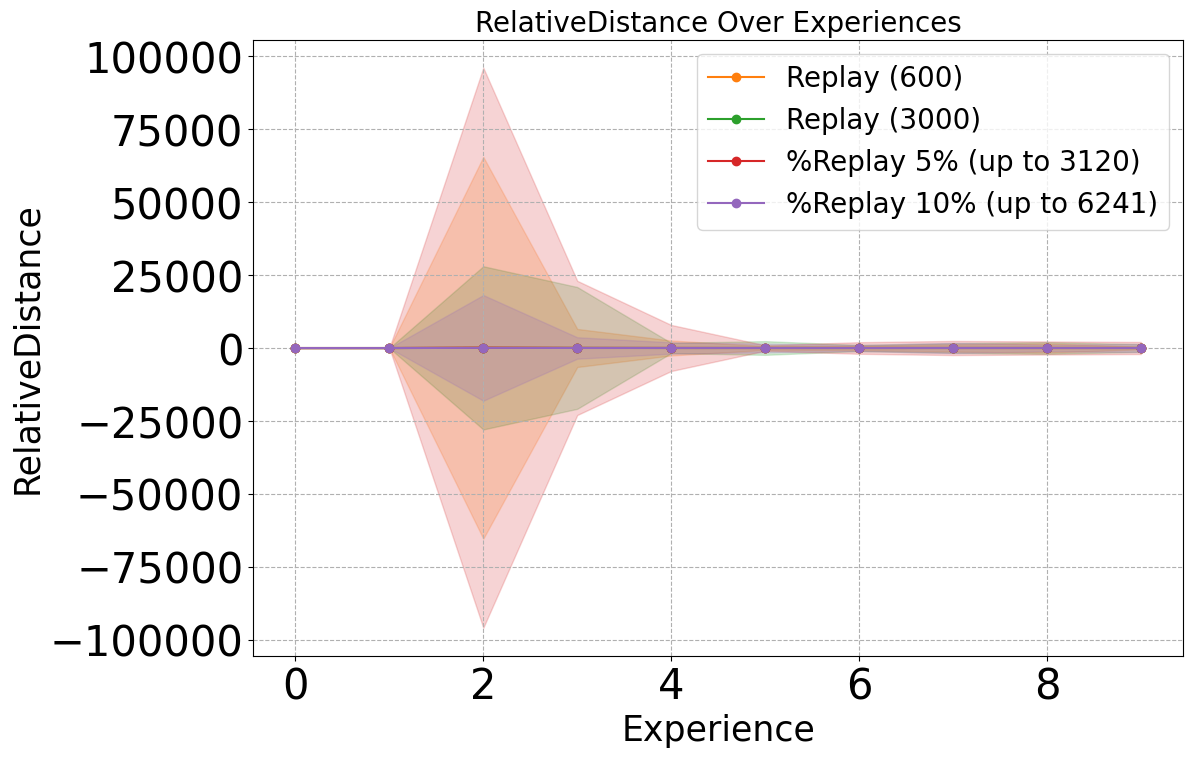 RelativeDistance Over Experiences
100000
75000
50000
25000
0
−25000
−50000
−75000
−100000
RelativeDistance
Replay (600)
Replay (3000)
%Replay 5% (up to 3120)
%Replay 10% (up to 6241)
0 2 4 6 8
Experience